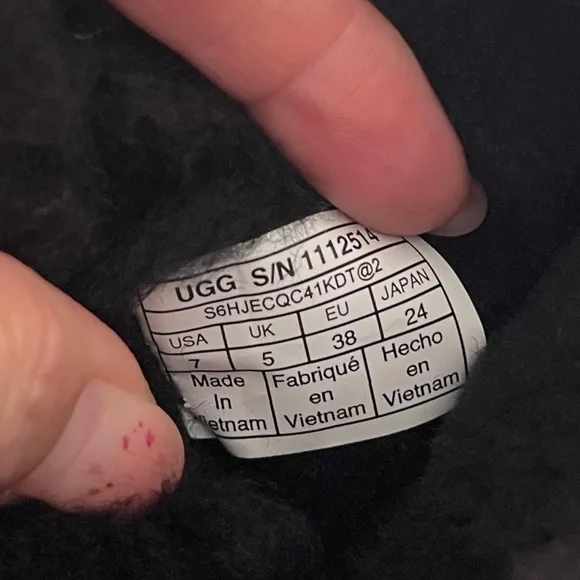 UGG S/N 1112514
S6HJECQC41KDT@2
USA UK EU JAPAN
7 5 38 24
Made Fabriqué Hecho
In en en
Vietnam Vietnam Vietnam